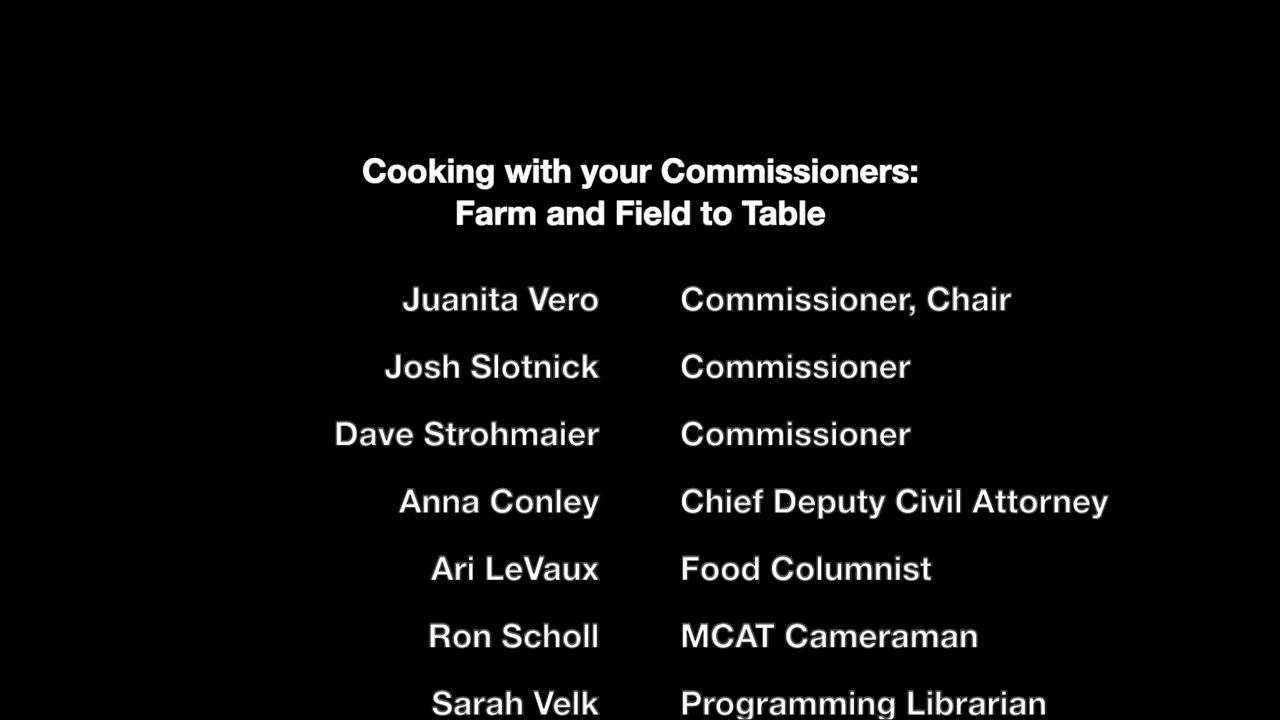 Cooking with your Commissioners:
Farm and Field to Table
Juanita Vero Commissioner, Chair
Josh Slotnick Commissioner
Dave Strohmaier Commissioner
Anna Conley Chief Deputy Civil Attorney
Ari LeVaux Food Columnist
Ron Scholl MCAT Cameraman
Sarah Velk Programming Librarian